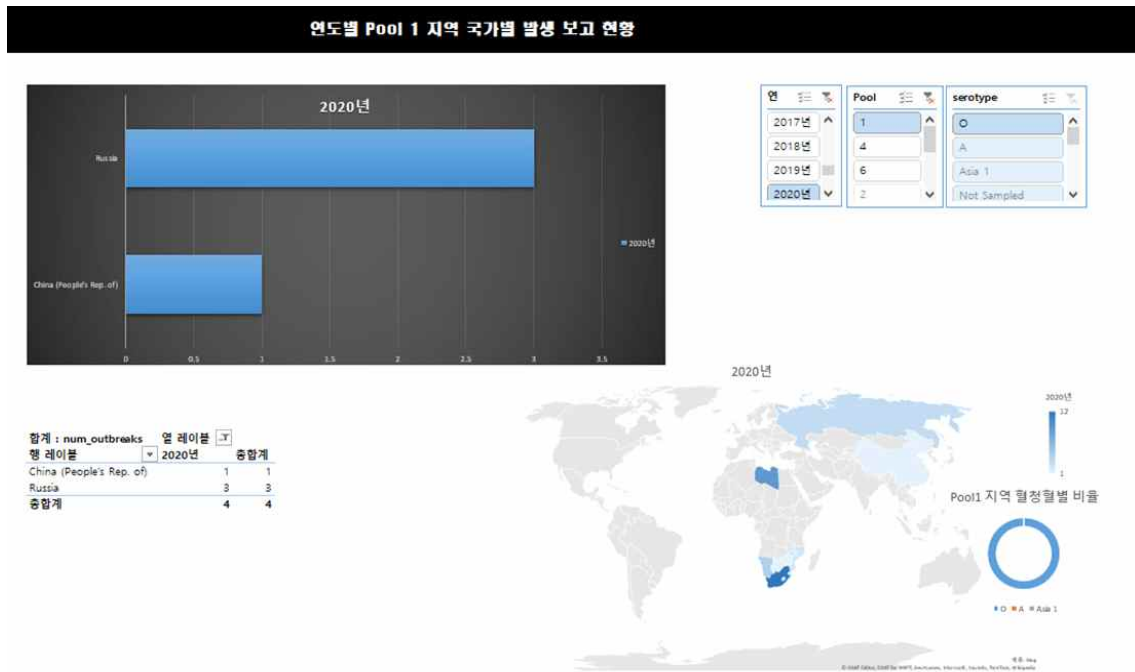 연도별 Pool 1 지역 국가별 발생 보고 현황
2020년
Russia
China (People's Rep. of)
0 0.5 1 1.5 2 2.5 3 3.5
2020년
연
2017년
2018년
2019년
2020년
Pool
1
4
6
2
serotype
O
A
Asia 1
Not Sampled
합계 : num_outbreaks 열 레이블
행 레이블 2020년 총합계
China (People's Rep. of) 1 1
Russia 3 3
총합계 4 4
2020년
2020년
12
1
Pool1 지역 혈청형별 비율
O A Asia 1